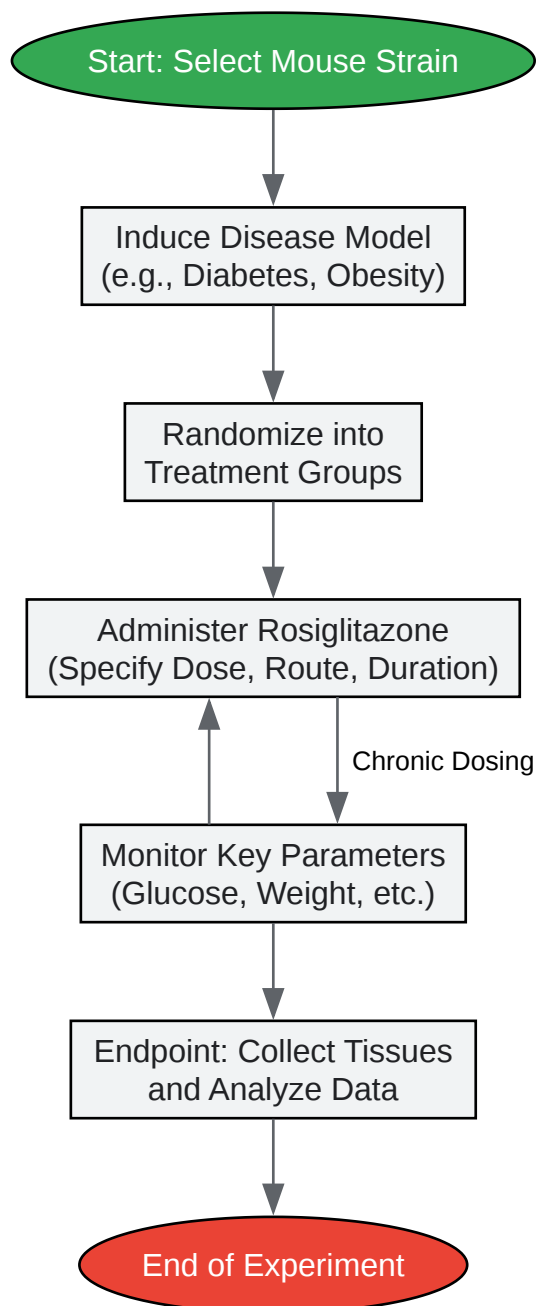 Start: Select Mouse Strain
Induce Disease Model
(e.g., Diabetes, Obesity)
Randomize into
Treatment Groups
Administer Rosiglitazone
(Specify Dose, Route, Duration)
Chronic Dosing
Monitor Key Parameters
(Glucose, Weight, etc.)
Endpoint: Collect Tissues
and Analyze Data
End of Experiment